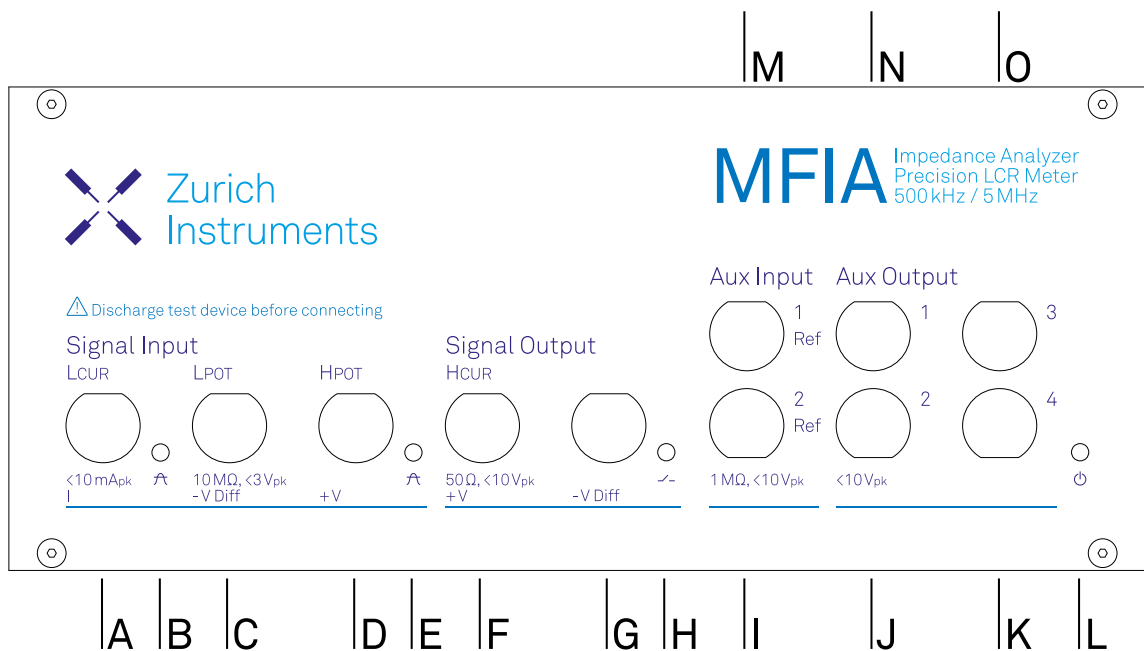 M N O
Zurich
Instruments
MFIA
Impedance Analyzer
Precision LCR Meter
500 kHz / 5 MHz
Aux Input
Aux Output
1
Ref
1
3
2
Ref
2
4
1 MΩ, <10 Vpk
<10 Vpk
Discharge test device before connecting
Signal Input
Signal Output
LCUR
LPOT
HPOT
HCUR
<10 mApk
10 MΩ, <3 Vpk
50 Ω, <10 Vpk
I
-V Diff
+V
+V
-V Diff
A B C D E F G H I J K L